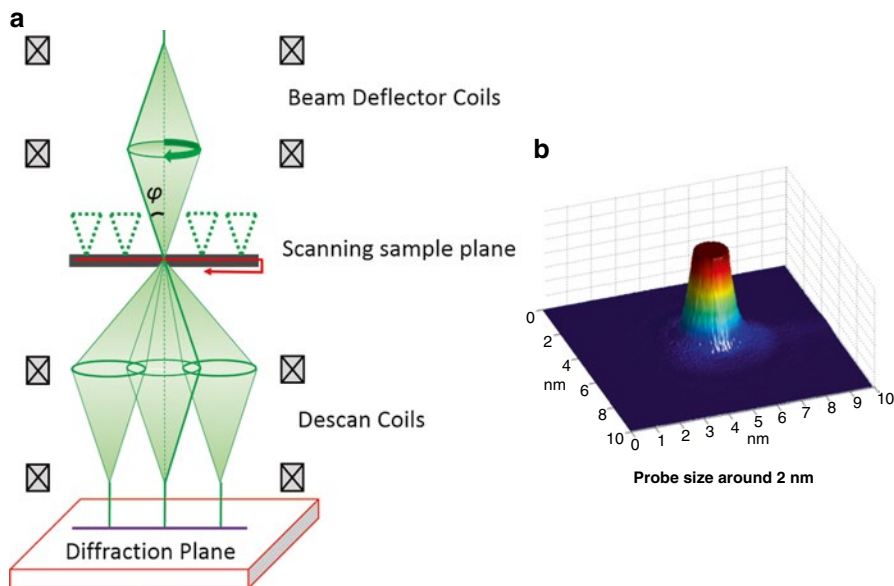 a
Beam Deflector Coils
φ
Scanning sample plane
Descan Coils
Diffraction Plane
b
0
2
4
nm
6
8
10
0 1 2 3 4 5 6 7 8 9 10
nm
Probe size around 2 nm